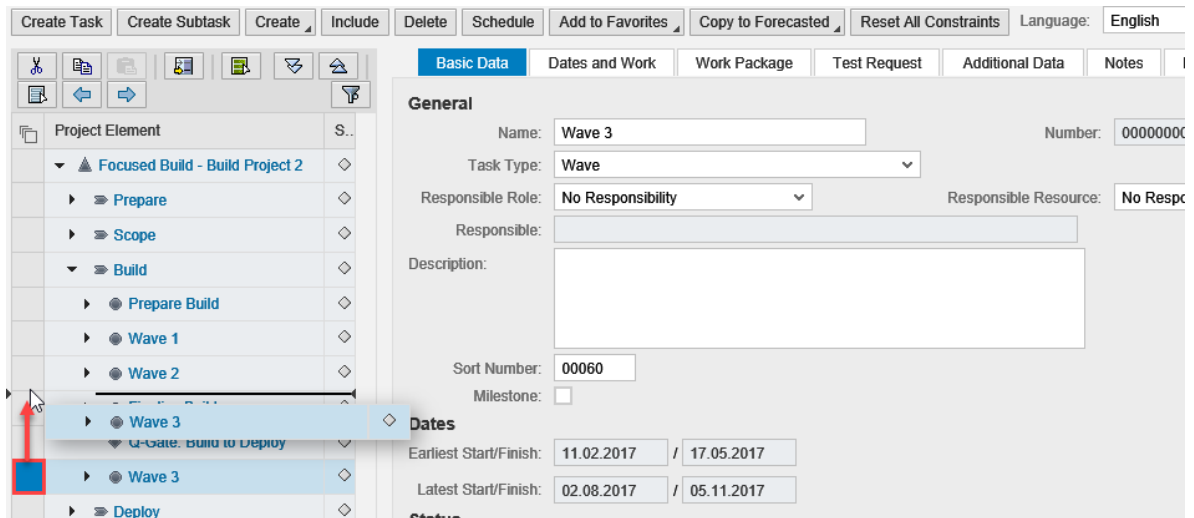 Create Task Create Subtask Create Include Delete Schedule Add to Favorites Copy to Forecasted Reset All Constraints Language: English
Basic Data Dates and Work Work Package Test Request Additional Data Notes
General
Project Element S..
Name: Wave 3 Number: 00000000
Focused Build - Build Project 2
Task Type: Wave
Prepare
Responsible Role: No Responsibility Responsible Resource: No Respo
Scope
Responsible:
Build
Description:
Prepare Build
Wave 1
Wave 2
Sort Number: 00060
Milestone:
Wave 3
Dates
Q-Gate: Build to Deploy
Earliest Start/Finish: 11.02.2017 / 17.05.2017
Wave 3
Latest Start/Finish: 02.08.2017 / 05.11.2017
Deploy
Status